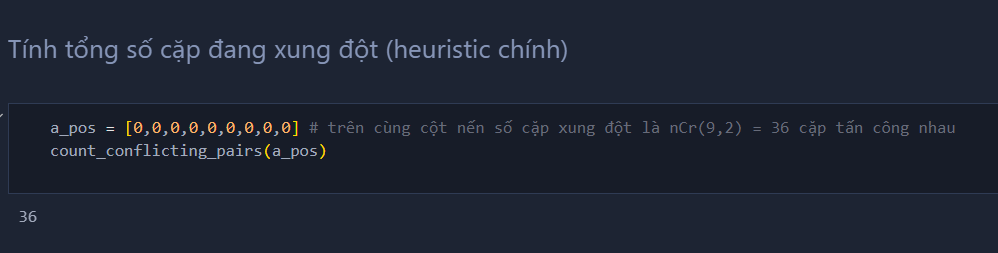 Tính tổng số cặp đang xung đột (heuristic chính)
a_pos = [0,0,0,0,0,0,0,0,0] # trên cùng cột nến số cặp xung đột là nCr(9,2) = 36 cặp tấn công nhau
count_conflicting_pairs(a_pos)
36